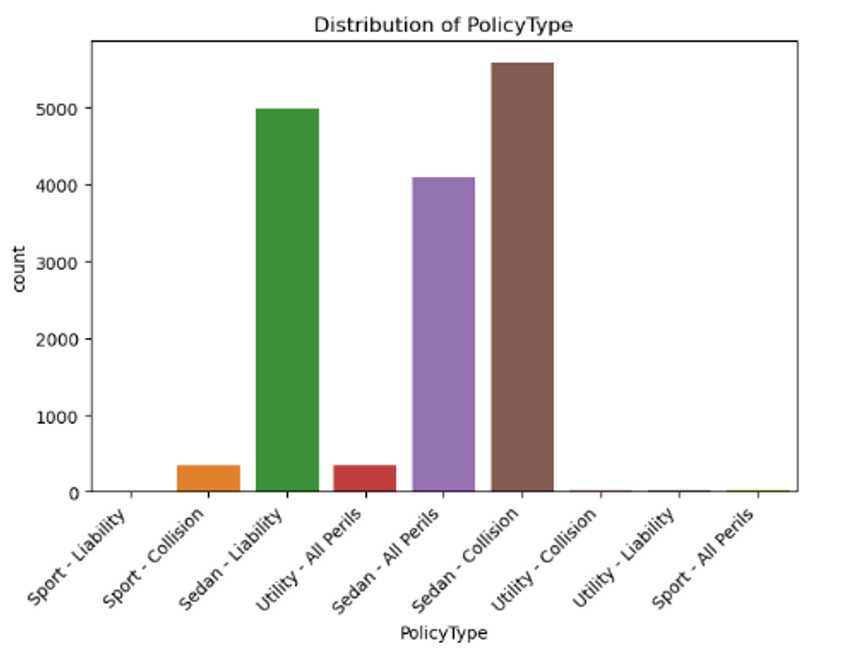 Distribution of PolicyType
5000
4000
3000
2000
1000
0
count
Sport - Liability
Sport - Collision
Sedan - Liability
Utility - All Perils
Sedan - All Perils
Sedan - Collision
Utility - Collision
Utility - Liability
Sport - All Perils
PolicyType